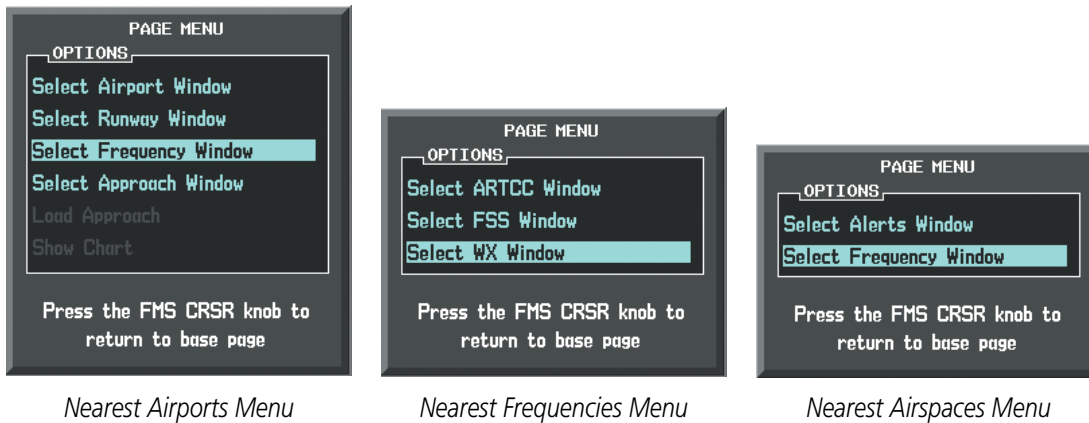 PAGE MENU
OPTIONS
Select Airport Window
Select Runway Window
Select Frequency Window
Select Approach Window
Load Approach
Show Chart
Press the FMS CRSR knob to
return to base page
Nearest Airports Menu
PAGE MENU
OPTIONS
Select ARTCC Window
Select FSS Window
Select WX Window
Press the FMS CRSR knob to
return to base page
Nearest Frequencies Menu
PAGE MENU
OPTIONS
Select Alerts Window
Select Frequency Window
Press the FMS CRSR knob to
return to base page
Nearest Airspaces Menu